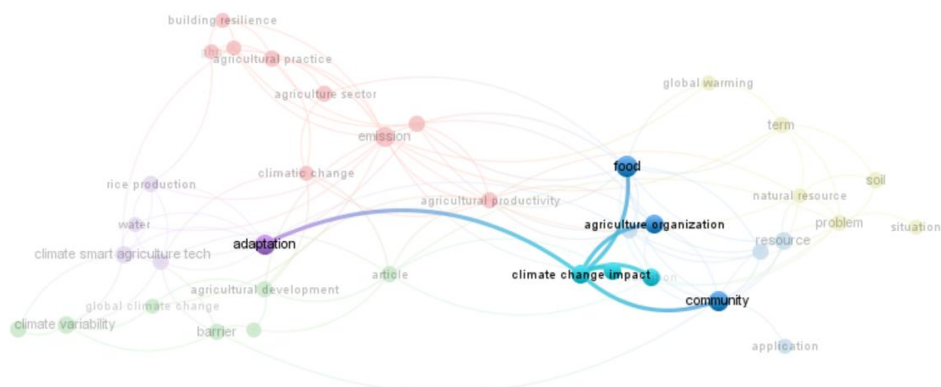 building resilience
agricultural practice
agriculture sector
global warming
emission
term
food
climatic change
rice production
soil
agricultural productivity
natural resource
water
agriculture organization
problem
situation
adaptation
resource
climate smart agriculture tech
article
climate change impact
agricultural development
community
global climate change
climate variability
barrier
application